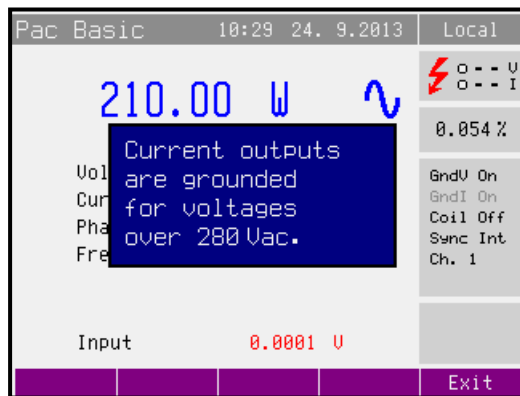 Pac Basic 10:29 24. 9.2013 Local
o-- V
o-- I
210.00 W
0.054 %
Current outputs
are grounded
for voltages
over 280 Vac.
Vol
Cur
Pha
Fre
GndV On
GndI On
Coil Off
Sync Int
Ch. 1
Input 0.0001 V
Exit